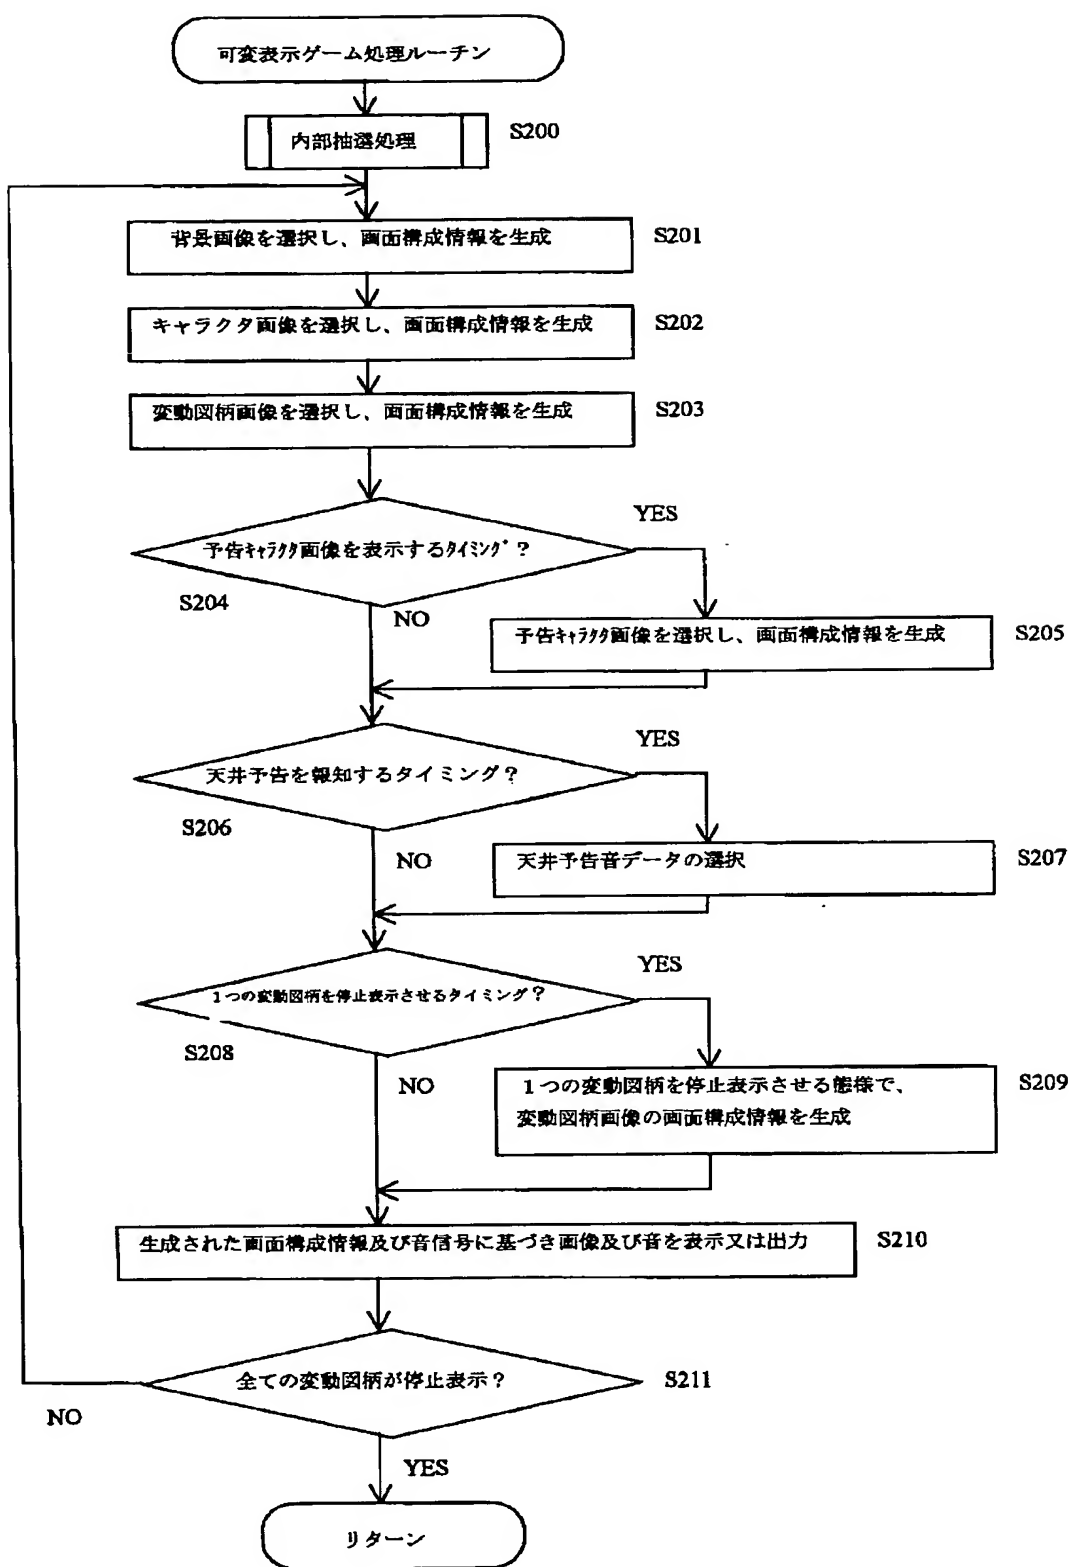 可変表示ゲーム処理ルーチン
内部抽選処理
S200
背景画像を選択し、画面構成情報を生成
S201
キャラクタ画像を選択し、画面構成情報を生成
S202
変動図柄画像を選択し、画面構成情報を生成
S203
YES
予告ｷｬﾗｸﾀ画像を表示するﾀｲﾐﾝｸﾞ？
S204
NO
予告ｷｬﾗｸﾀ画像を選択し、画面構成情報を生成
S205
YES
天井予告を報知するタイミング？
S206
NO
天井予告音データの選択
S207
YES
１つの変動図柄を停止表示させるタイミング？
S208
NO
１つの変動図柄を停止表示させる態様で、
変動図柄画像の画面構成情報を生成
S209
生成された画面構成情報及び音信号に基づき画像及び音を表示又は出力
S210
全ての変動図柄が停止表示？
S211
NO
YES
リターン